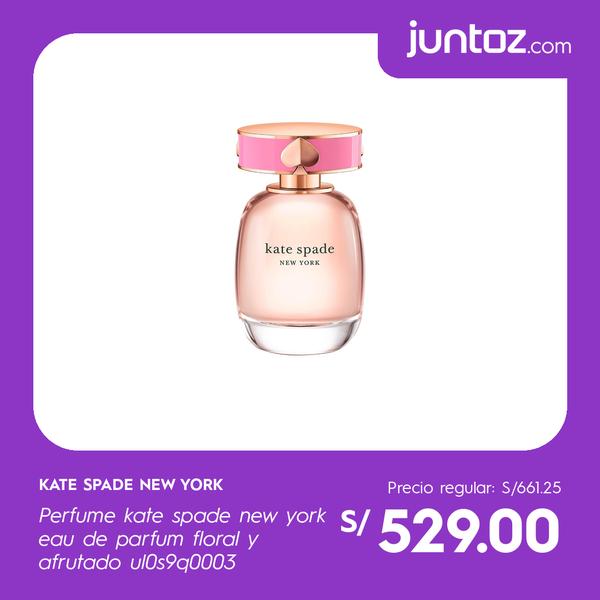 juntoz.com
kate spade
NEW YORK
KATE SPADE NEW YORK
Perfume kate spade new york
eau de parfum floral y
afrutado ul0s9q0003
Precio regular: S/661.25
S/ 529.00